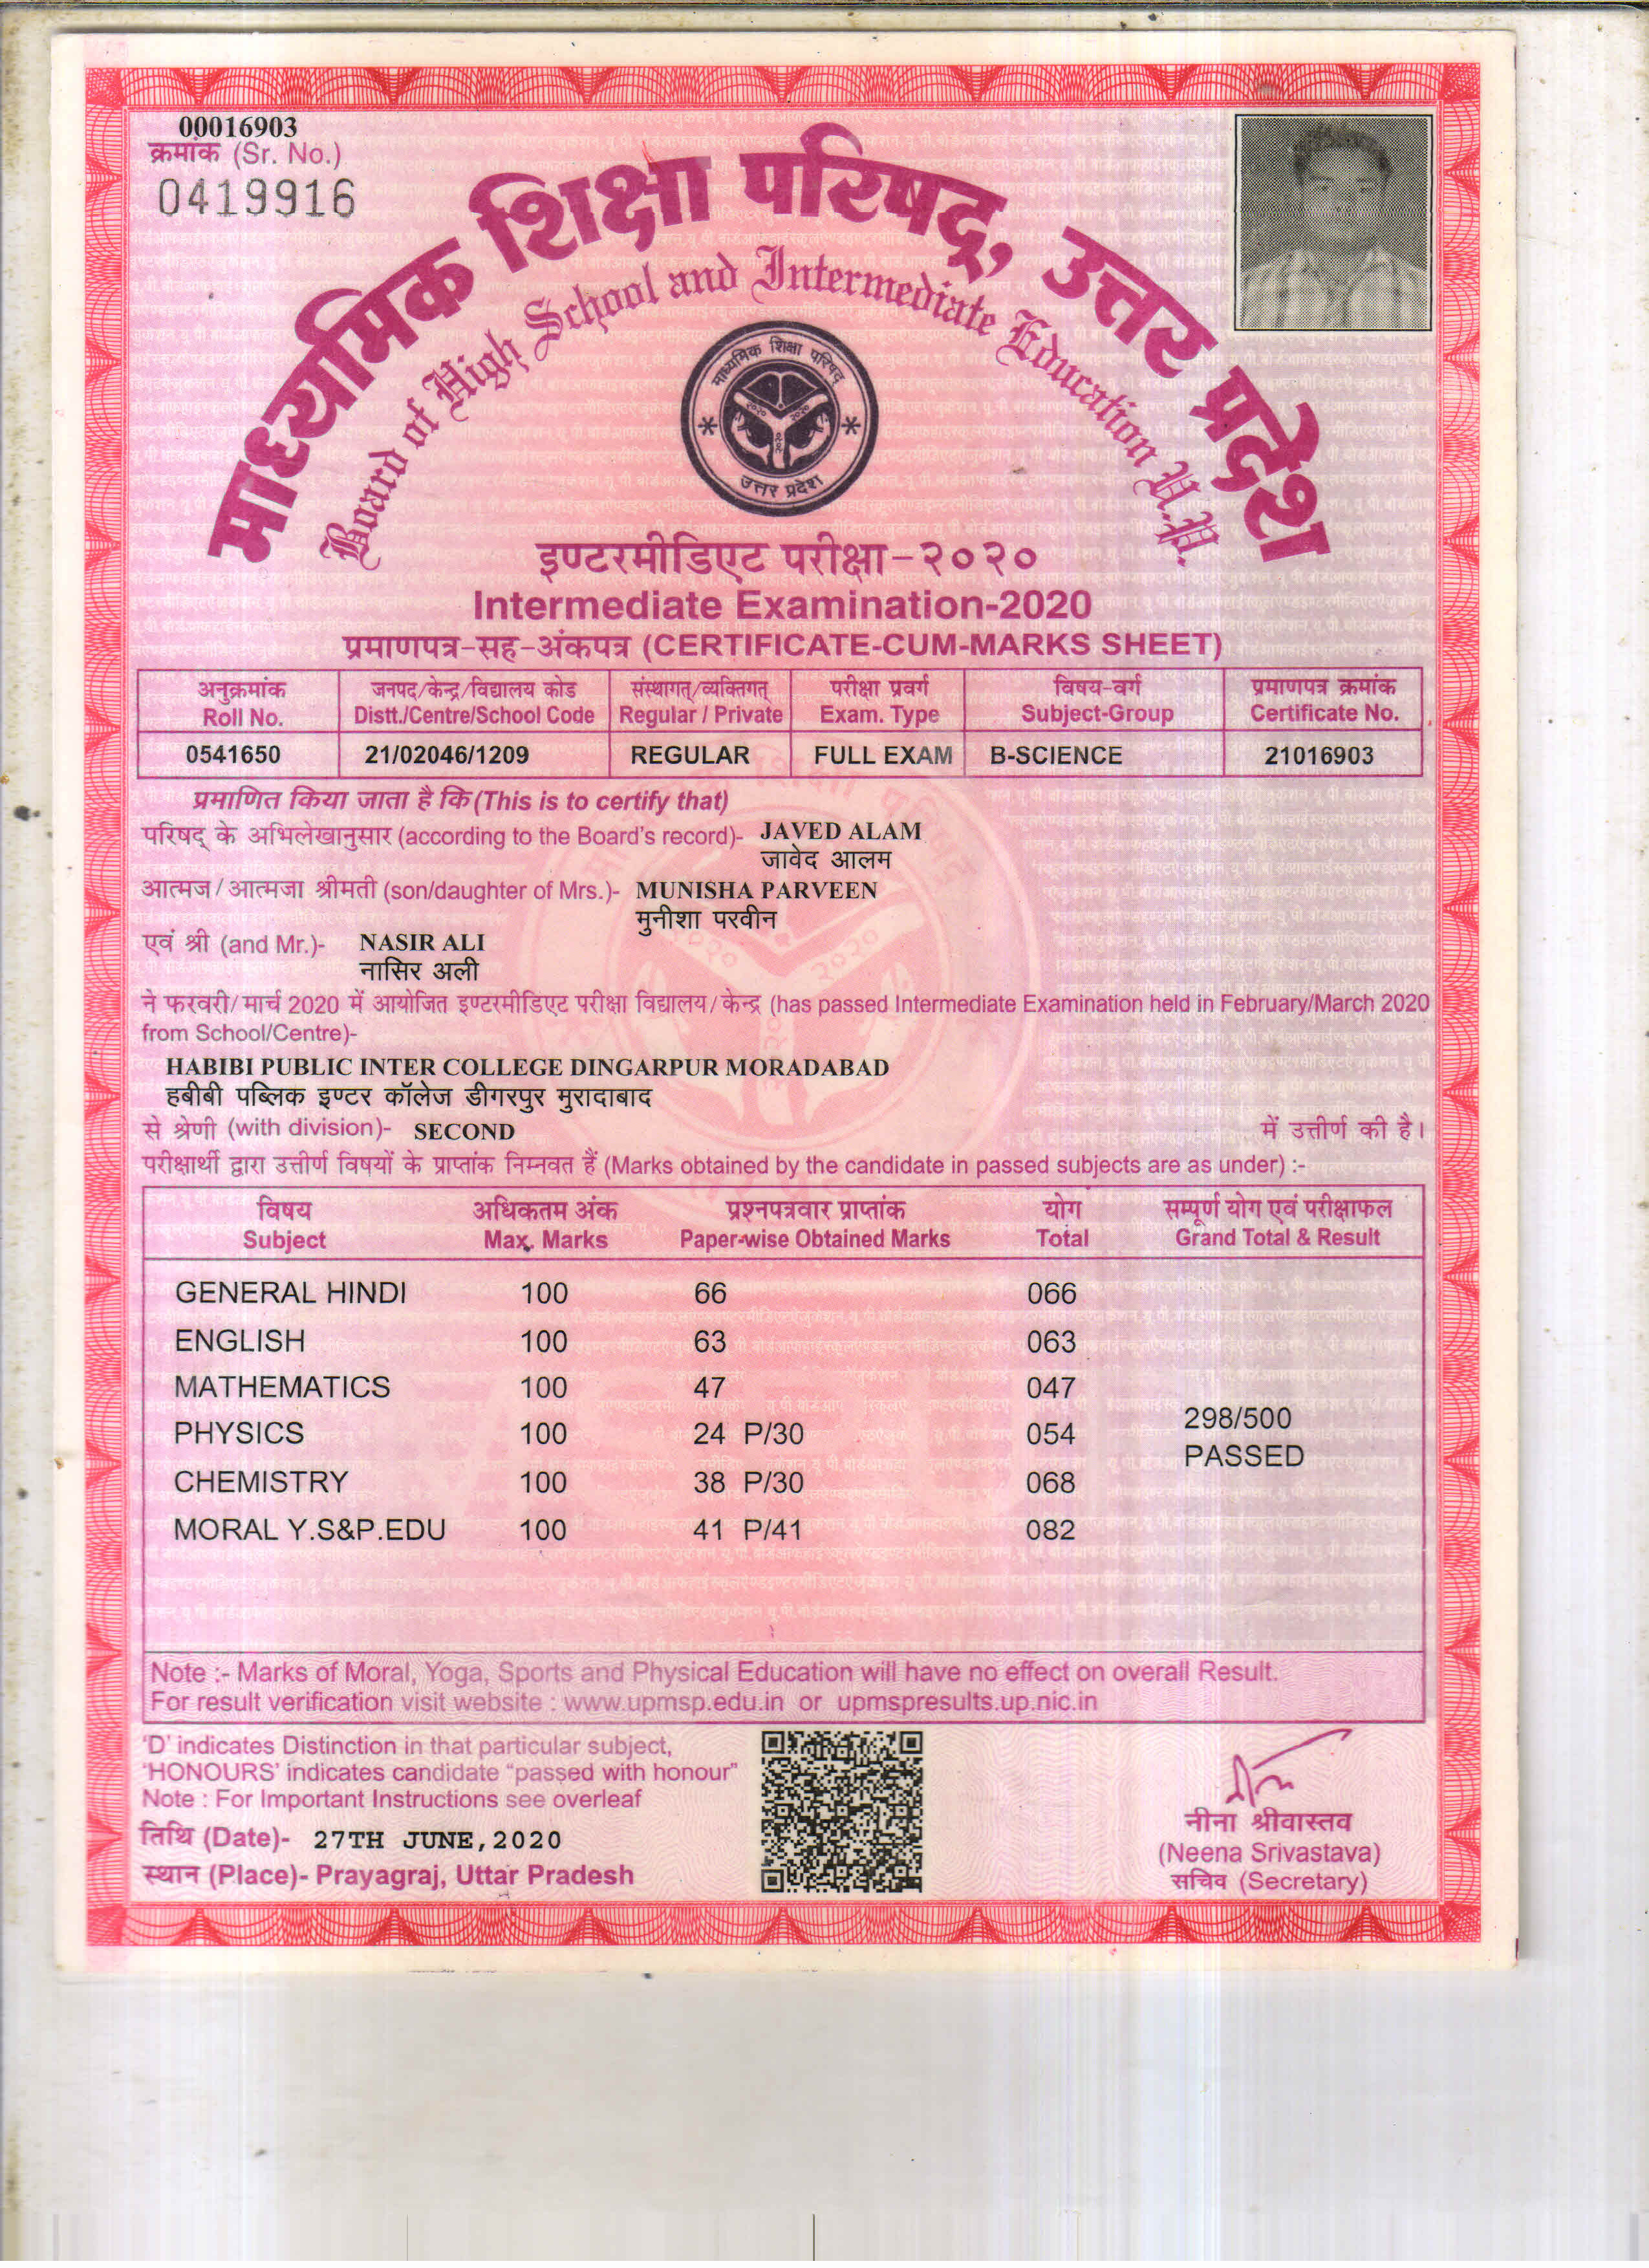 00016903
क्रमांक (Sr. No.)
0419916
माध्यमिक शिक्षा परिषद्, उत्तर प्रदेश
Board of High School and Intermediate Education U.P.
माध्यमिक शिक्षा परिषद्
उत्तर प्रदेश
इण्टरमीडिएट परीक्षा-२०२०
Intermediate Examination-2020
प्रमाणपत्र-सह-अंकपत्र (CERTIFICATE-CUM-MARKS SHEET)
अनुक्रमांक जनपद/केन्द्र/विद्यालय कोड संस्थागत्/व्यक्तिगत् परीक्षा प्रवर्ग विषय-वर्ग प्रमाणपत्र क्रमांक
Roll No. Distt./Centre/School Code Regular / Private Exam. Type Subject-Group Certificate No.
0541650 21/02046/1209 REGULAR FULL EXAM B-SCIENCE 21016903
प्रमाणित किया जाता है कि (This is to certify that)
परिषद् के अभिलेखानुसार (according to the Board's record)- JAVED ALAM
जावेद आलम
आत्मज/आत्मजा श्रीमती (son/daughter of Mrs.)- MUNISHA PARVEEN
मुनीशा परवीन
एवं श्री (and Mr.)- NASIR ALI
नासिर अली
ने फरवरी/मार्च 2020 में आयोजित इण्टरमीडिएट परीक्षा विद्यालय/केन्द्र (has passed Intermediate Examination held in February/March 2020
from School/Centre)-
HABIBI PUBLIC INTER COLLEGE DINGARPUR MORADABAD
हबीबी पब्लिक इण्टर कॉलेज डींगरपुर मुरादाबाद
से श्रेणी (with division)- SECOND में उत्तीर्ण की है।
परीक्षार्थी द्वारा उत्तीर्ण विषयों के प्राप्तांक निम्नवत हैं (Marks obtained by the candidate in passed subjects are as under) :-
विषय अधिकतम अंक प्रश्नपत्रवार प्राप्तांक योग सम्पूर्ण योग एवं परीक्षाफल
Subject Max. Marks Paper-wise Obtained Marks Total Grand Total & Result
GENERAL HINDI 100 66 066
ENGLISH 100 63 063
MATHEMATICS 100 47 047
298/500
PHYSICS 100 24 P/30 054
PASSED
CHEMISTRY 100 38 P/30 068
MORAL Y.S&P.EDU 100 41 P/41 082
Note :- Marks of Moral, Yoga, Sports and Physical Education will have no effect on overall Result.
For result verification visit website : www.upmsp.edu.in or upmspresults.up.nic.in
'D' indicates Distinction in that particular subject,
'HONOURS' indicates candidate "passed with honour"
Note : For Important Instructions see overleaf
तिथि (Date)- 27TH JUNE, 2020
स्थान (Place)- Prayagraj, Uttar Pradesh
नीना श्रीवास्तव
(Neena Srivastava)
सचिव (Secretary)